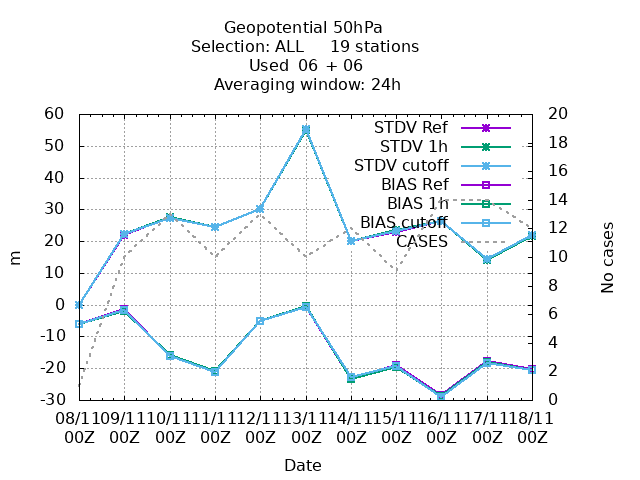 Geopotential 50hPa
Selection: ALL 19 stations
Used 06 + 06
Averaging window: 24h
60
50
40
30
20
10
0
-10
-20
-30
m
20
18
16
14
12
10
8
6
4
2
0
No cases
STDV Ref
STDV 1h
STDV cutoff
BIAS Ref
BIAS 1h
BIAS cutoff
CASES
08/11 09/11 10/11 11/11 12/11 13/11 14/11 15/11 16/11 17/11 18/11
00Z 00Z 00Z 00Z 00Z 00Z 00Z 00Z 00Z 00Z 00Z
Date